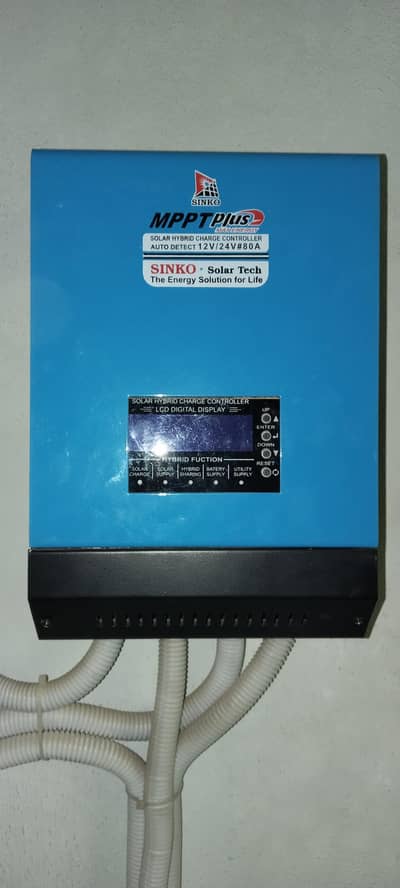 SINKO
MPPT Plus
SOLAR HYBRID CHARGE CONTROLLER
AUTO DETECT 12V/24V#80A
SINKO Solar Tech
The Energy Solution for Life
SOLAR HYBRID CHARGE CONTROLLER
LCD DIGITAL DISPLAY
UP
ENTER
DOWN
RESET
HYBRID FUCTION
SOLAR CHARGE
SOLAR SUPPLY
HYBRID SHARING
BATERY SUPPLY
UTILITY SUPPLY